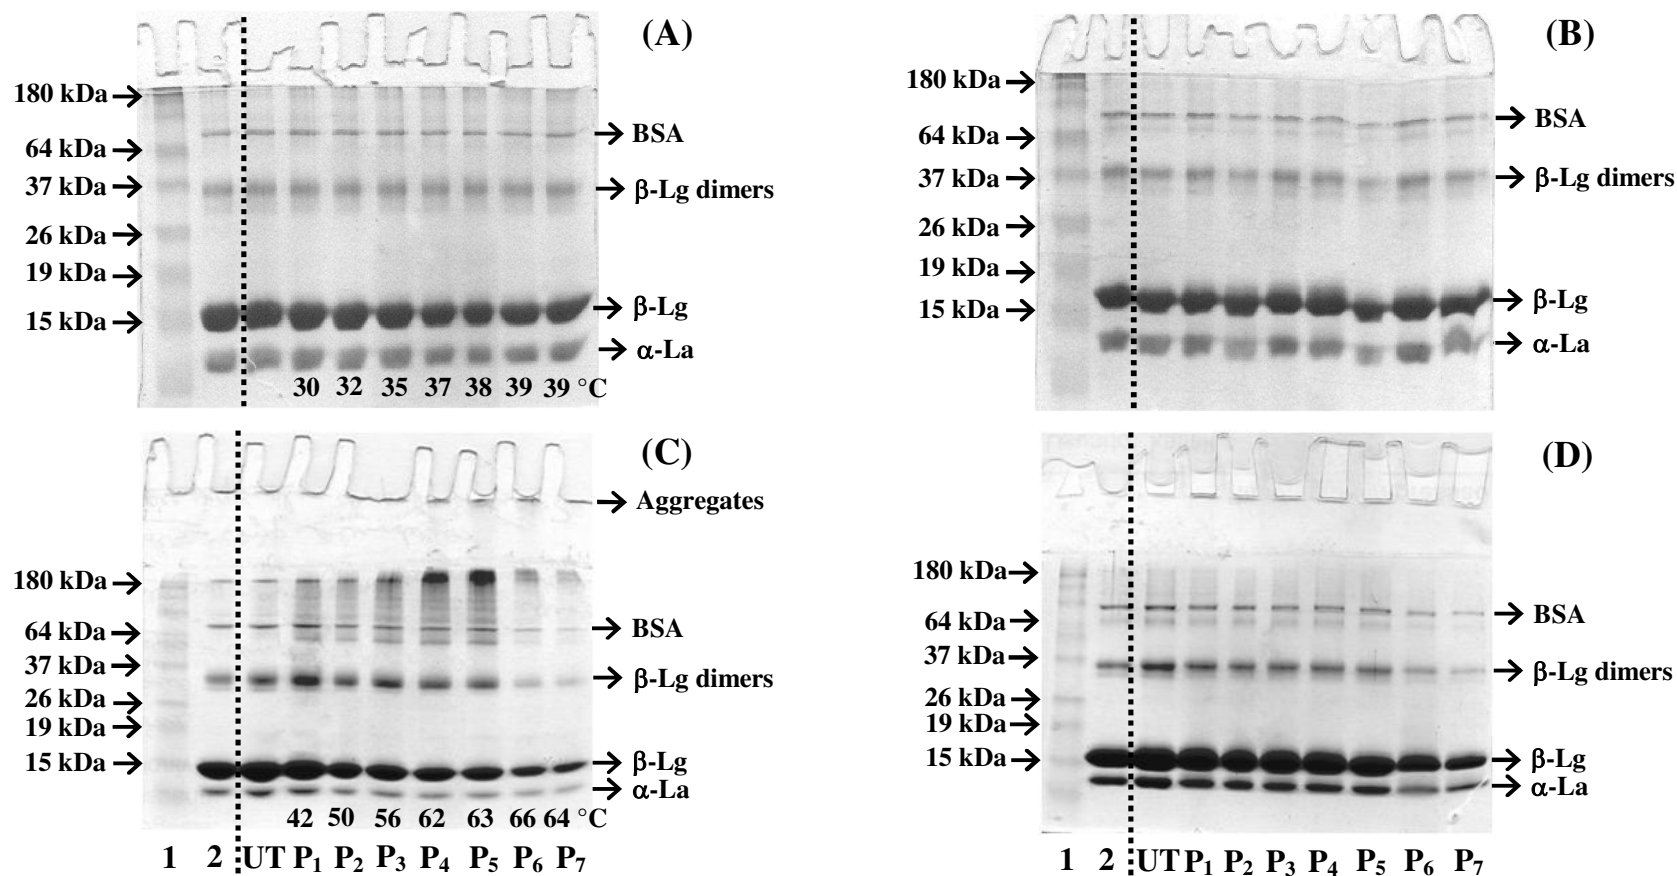 (A)
180 kDa
64 kDa
37 kDa
26 kDa
19 kDa
15 kDa
BSA
β-Lg dimers
β-Lg
α-La
30 32 35 37 38 39 39 °C
(B)
180 kDa
64 kDa
37 kDa
26 kDa
19 kDa
15 kDa
BSA
β-Lg dimers
β-Lg
α-La
(C)
Aggregates
180 kDa
64 kDa
37 kDa
26 kDa
19 kDa
15 kDa
BSA
β-Lg dimers
β-Lg
α-La
42 50 56 62 63 66 64 °C
1 2 UT P1 P2 P3 P4 P5 P6 P7
(D)
180 kDa
64 kDa
37 kDa
26 kDa
19 kDa
15 kDa
BSA
β-Lg dimers
β-Lg
α-La
1 2 UT P1 P2 P3 P4 P5 P6 P7